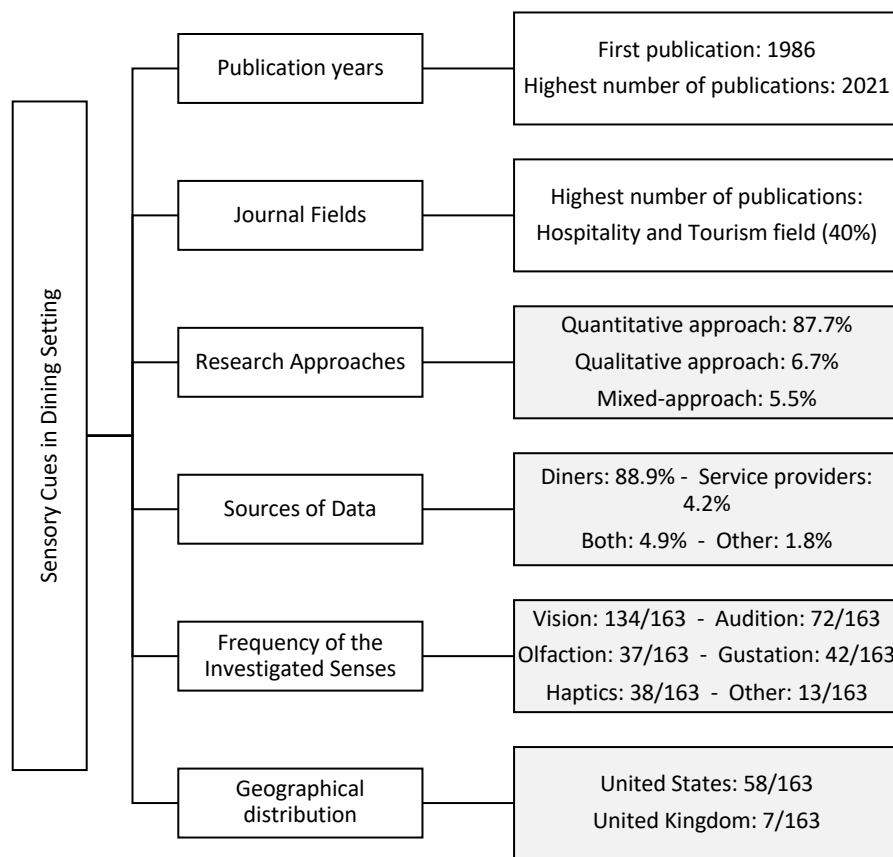 Sensory Cues in Dining Setting
Publication years
First publication: 1986
Highest number of publications: 2021
Journal Fields
Highest number of publications:
Hospitality and Tourism field (40%)
Research Approaches
Quantitative approach: 87.7%
Qualitative approach: 6.7%
Mixed-approach: 5.5%
Sources of Data
Diners: 88.9% - Service providers:
4.2%
Both: 4.9% - Other: 1.8%
Frequency of the
Investigated Senses
Vision: 134/163 - Audition: 72/163
Olfaction: 37/163 - Gustation: 42/163
Haptics: 38/163 - Other: 13/163
Geographical
distribution
United States: 58/163
United Kingdom: 7/163